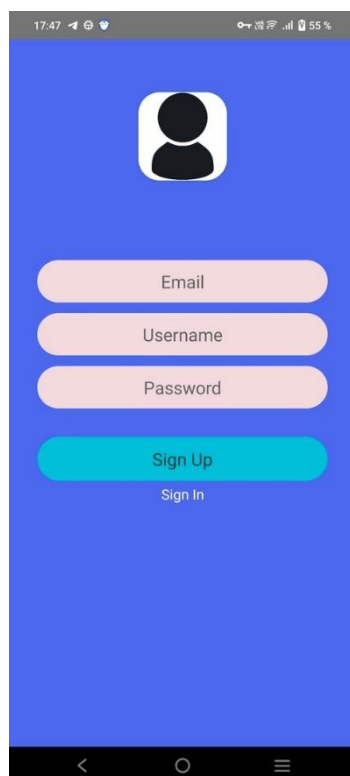 17:47 55 %
Email
Username
Password
Sign Up
Sign In